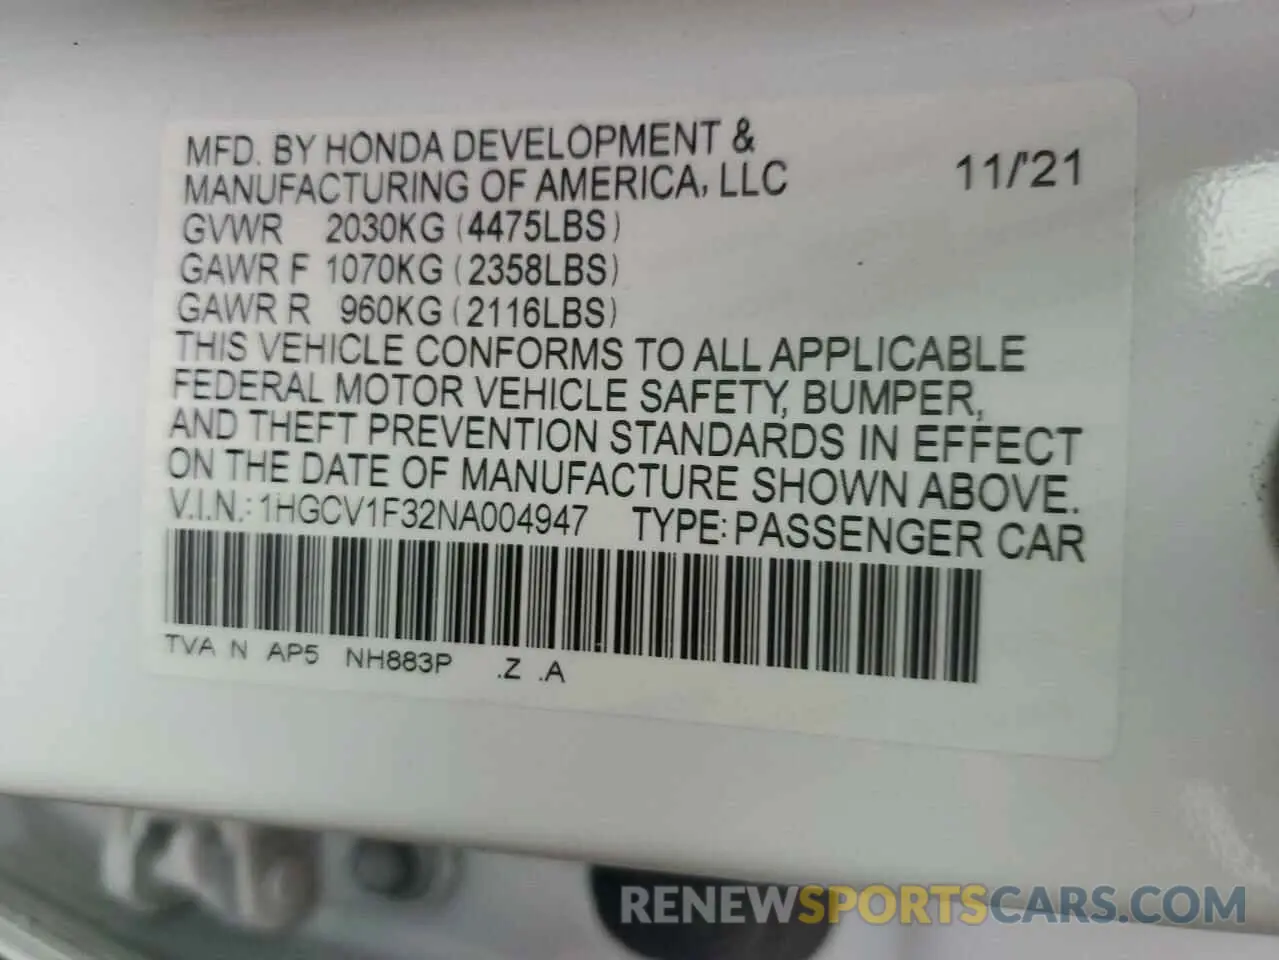 MFD. BY HONDA DEVELOPMENT &
MANUFACTURING OF AMERICA, LLC 11/'21
GVWR 2030KG (4475LBS)
GAWR F 1070KG (2358LBS)
GAWR R 960KG (2116LBS)
THIS VEHICLE CONFORMS TO ALL APPLICABLE
FEDERAL MOTOR VEHICLE SAFETY, BUMPER,
AND THEFT PREVENTION STANDARDS IN EFFECT
ON THE DATE OF MANUFACTURE SHOWN ABOVE.
V.I.N.: 1HGCV1F32NA004947 TYPE: PASSENGER CAR
TVA N AP5 NH883P .Z .A
RENEWSPORTSCARS.COM